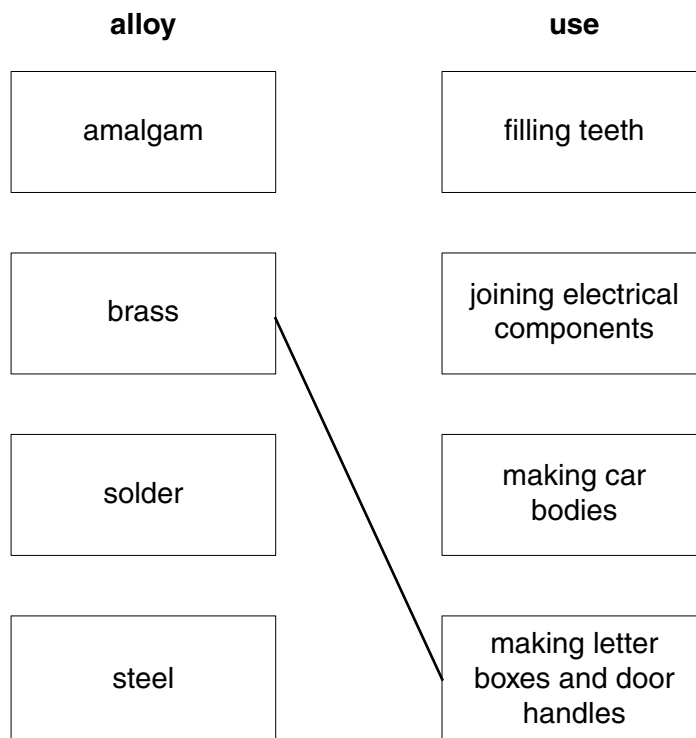 alloy
use
amalgam
filling teeth
brass
joining electrical
components
solder
making car
bodies
steel
making letter
boxes and door
handles